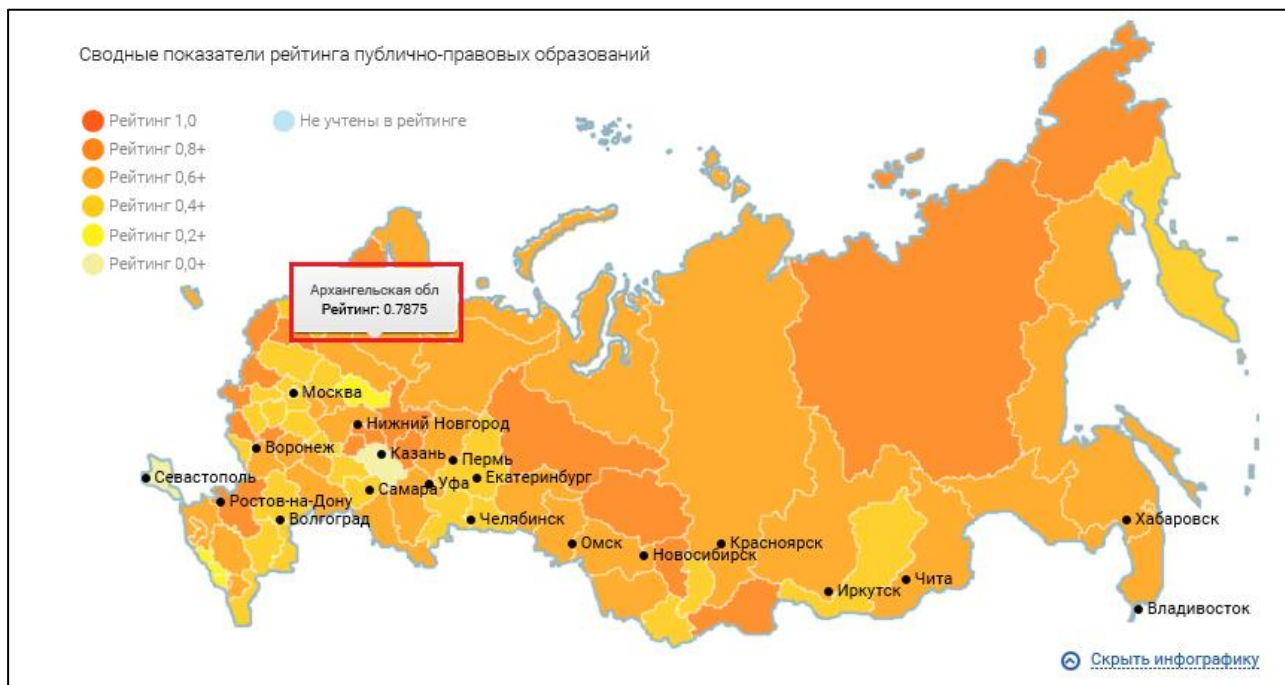 Сводные показатели рейтинга публично-правовых образований
Рейтинг 1,0
Не учтены в рейтинге
Рейтинг 0,8+
Рейтинг 0,6+
Рейтинг 0,4+
Рейтинг 0,2+
Рейтинг 0,0+
Архангельская обл
Рейтинг: 0.7875
Москва
Нижний Новгород
Воронеж
Казань
Пермь
Севастополь
Екатеринбург
Уфа
Самара
Ростов-на-Дону
Волгоград
Челябинск
Хабаровск
Омск
Красноярск
Новосибирск
Чита
Иркутск
Владивосток
Скрыть инфографику